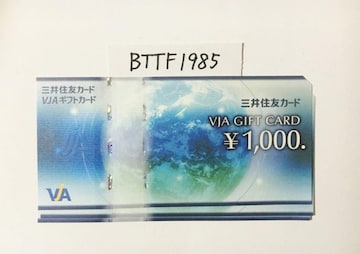 BTTF1985
三井住友カード
VJAギフトカード
三井住友カード
VJA GIFT CARD
¥1,000.
VJA